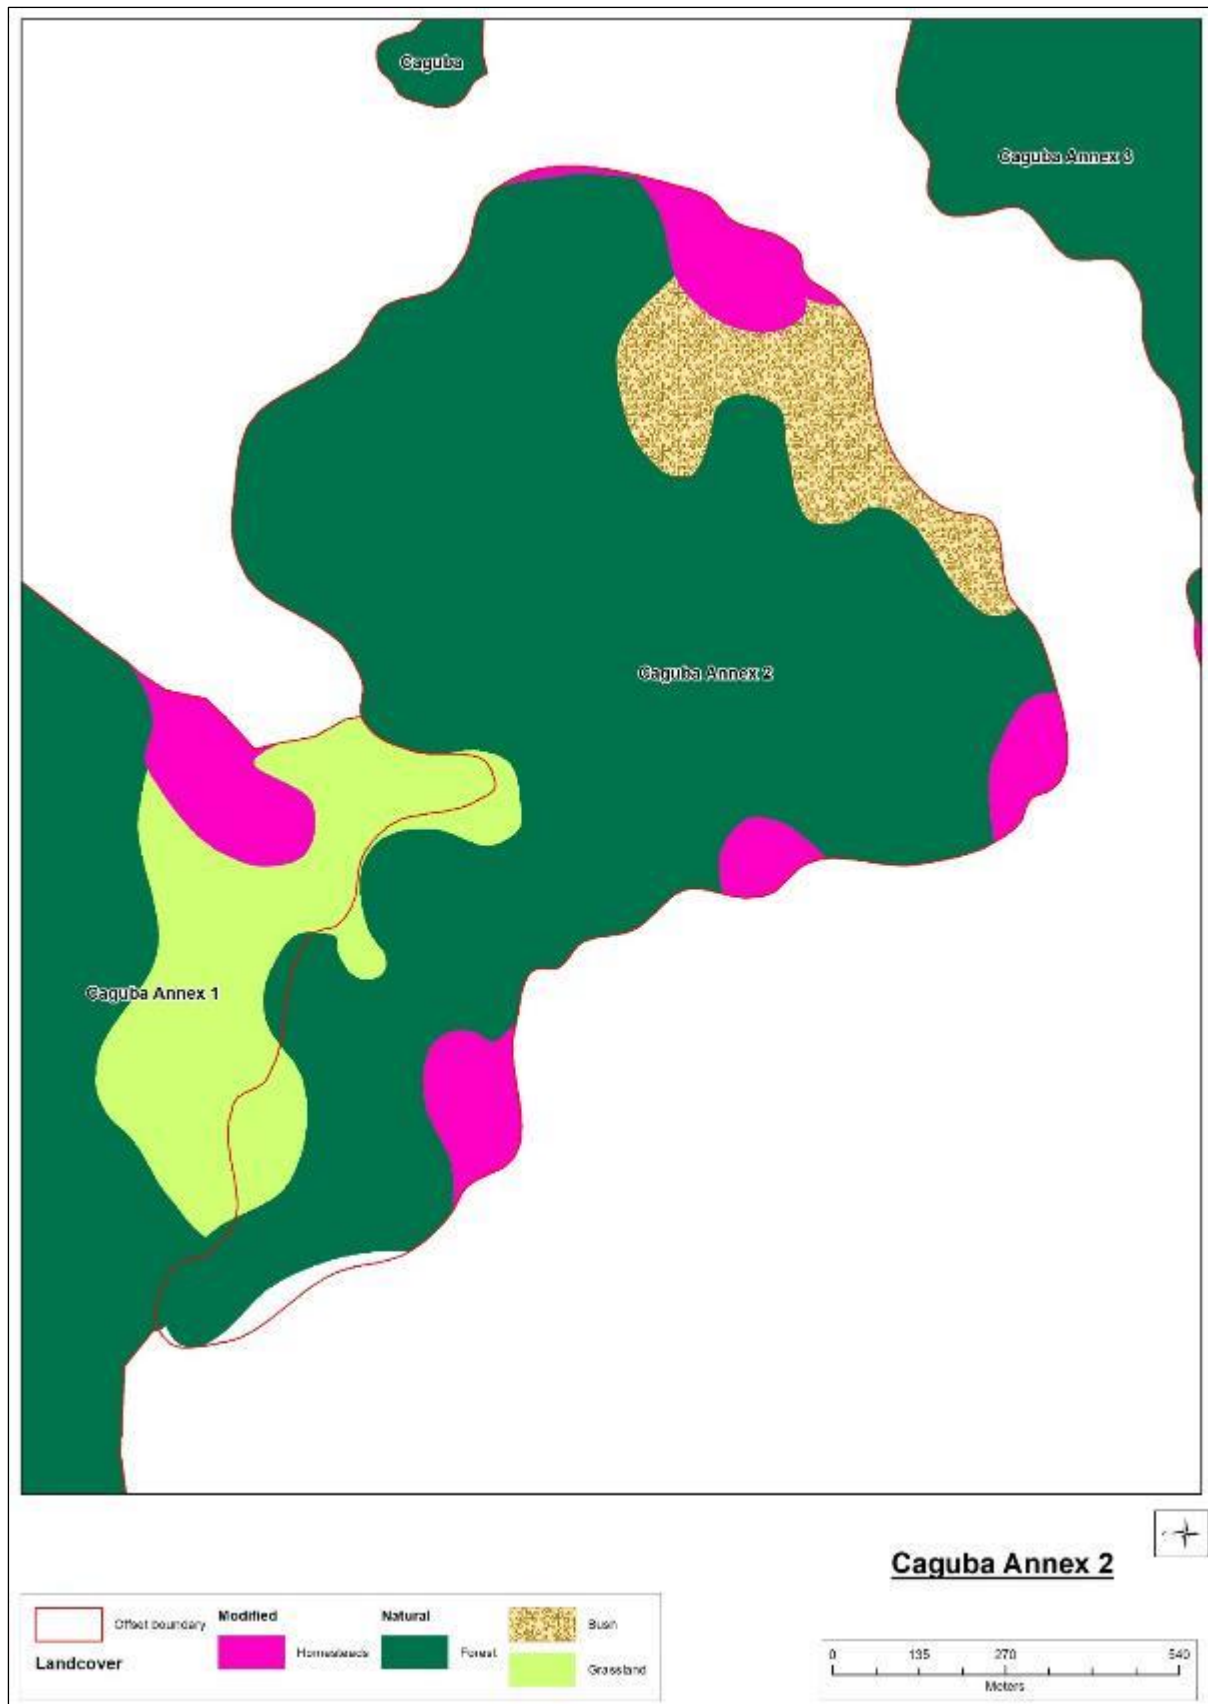 Caguba
Caguba Annex 3
Caguba Annex 2
Caguba Annex 1
Caguba Annex 2
Offset boundary
Landcover
Modified
Homesteads
Natural
Forest
Bush
Grassland
0 135 270 540
Meters